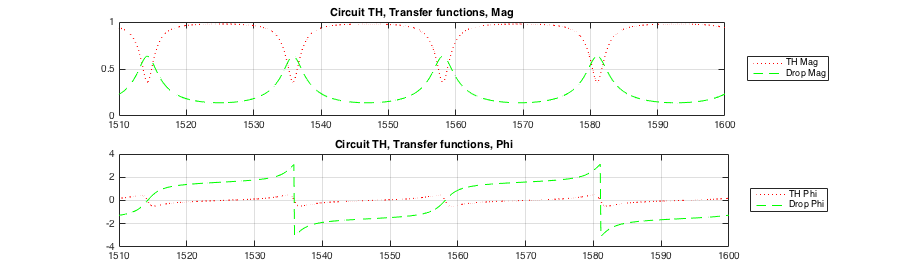 Circuit TH, Transfer functions, Mag
1
0.5
0
1510 1520 1530 1540 1550 1560 1570 1580 1590 1600
TH Mag
Drop Mag
Circuit TH, Transfer functions, Phi
4
2
0
-2
-4
1510 1520 1530 1540 1550 1560 1570 1580 1590 1600
TH Phi
Drop Phi